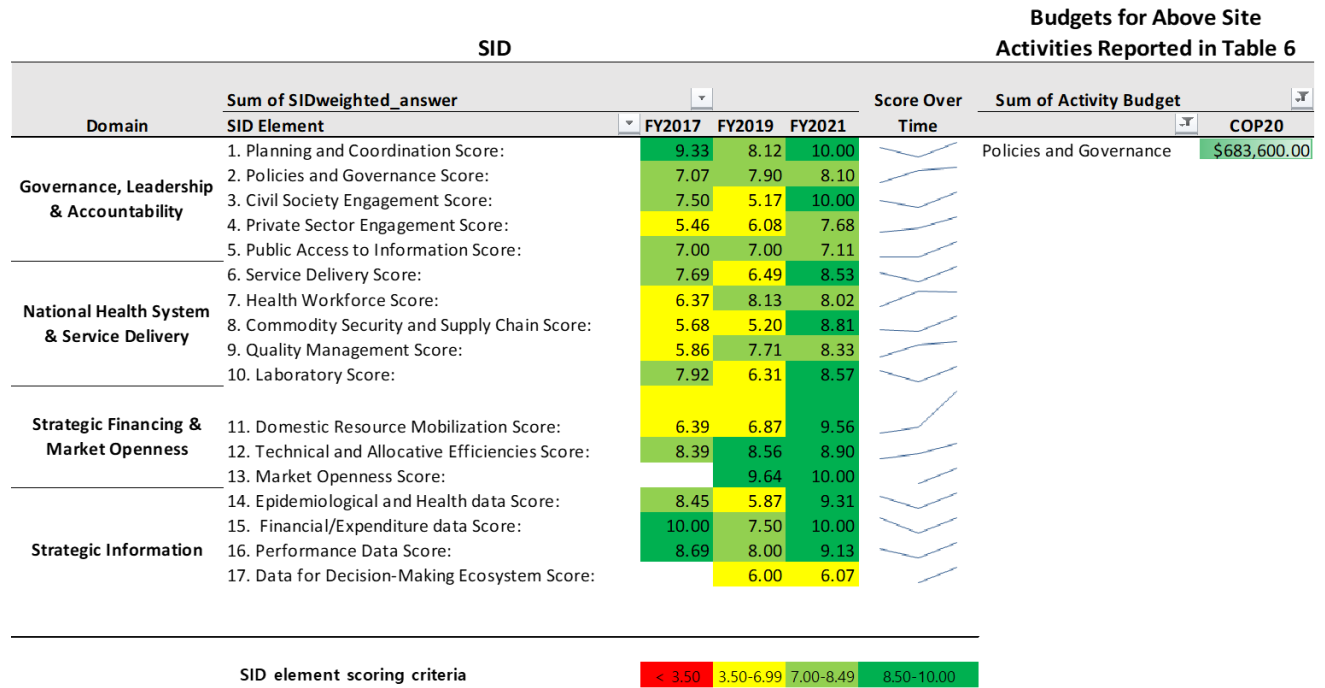 Budgets for Above Site
SID Activities Reported in Table 6
Sum of SIDweighted_answer Score Over Sum of Activity Budget
Domain SID Element FY2017 FY2019 FY2021 Time COP20
1. Planning and Coordination Score: 9.33 8.12 10.00 Policies and Governance $683,600.00
Governance, Leadership & Accountability
2. Policies and Governance Score: 7.07 7.90 8.10
3. Civil Society Engagement Score: 7.50 5.17 10.00
4. Private Sector Engagement Score: 5.46 6.08 7.68
5. Public Access to Information Score: 7.00 7.00 7.11
National Health System & Service Delivery
6. Service Delivery Score: 7.69 6.49 8.53
7. Health Workforce Score: 6.37 8.13 8.02
8. Commodity Security and Supply Chain Score: 5.68 5.20 8.81
9. Quality Management Score: 5.86 7.71 8.33
10. Laboratory Score: 7.92 6.31 8.57
Strategic Financing & Market Openness
11. Domestic Resource Mobilization Score: 6.39 6.87 9.56
12. Technical and Allocative Efficiencies Score: 8.39 8.56 8.90
13. Market Openness Score: 9.64 10.00
Strategic Information
14. Epidemiological and Health data Score: 8.45 5.87 9.31
15. Financial/Expenditure data Score: 10.00 7.50 10.00
16. Performance Data Score: 8.69 8.00 9.13
17. Data for Decision-Making Ecosystem Score: 6.00 6.07
SID element scoring criteria < 3.50 3.50-6.99 7.00-8.49 8.50-10.00